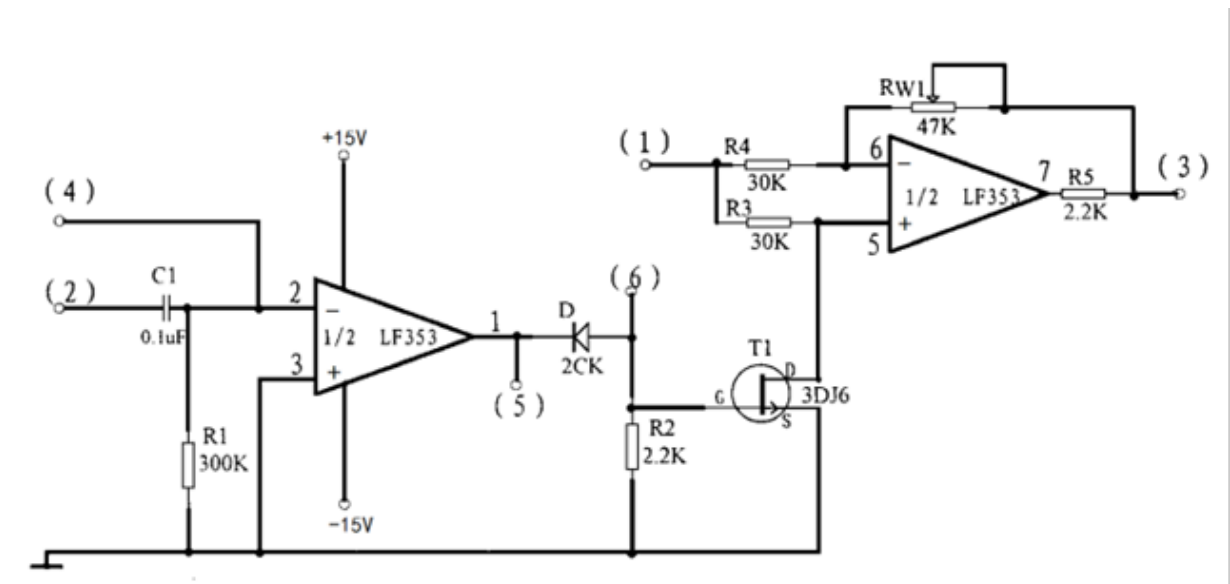 RW1
47K
+15V
(1)
R4
30K
6
−
7
R5
2.2K
(3)
1/2
LF353
(4)
R3
30K
+
5
(2)
C1
0.1uF
2
−
1/2
LF353
3
+
1
(5)
D
2CK
(6)
T1
D
3DJ6
G
S
R1
300K
R2
2.2K
−15V